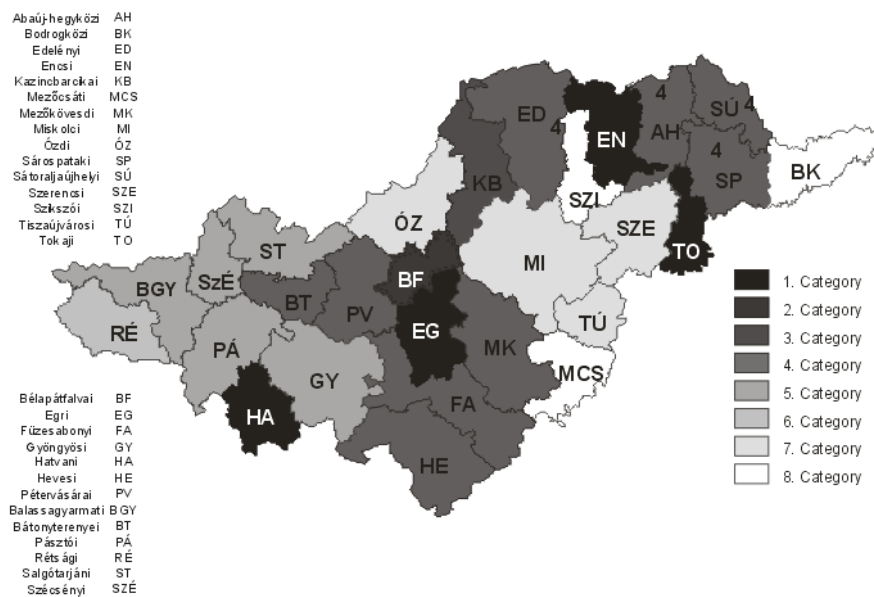 Abaúj-hegyközi AH
Bodrogközi BK
Edelényi ED
Encsi EN
Kazincbarcikai KB
Mezőcsáti MCS
Mezőkövesdi MK
Miskolci MI
Ózdi ÓZ
Sárospataki SP
Sátoraljaújhelyi SÚ
Szerencsi SZE
Szikszói SZI
Tiszaújvárosi TÚ
Tokaji TO
4
4
SÚ 4
ED
4
EN
AH
4
SP
BK
KB
SZI
ÓZ
SZE
ST
MI
TO
BGY
SzÉ
BF
BT
PV
TÚ
RÉ
EG
PÁ
MK
GY
MCS
HA
FA
HE
1. Category
2. Category
3. Category
4. Category
5. Category
6. Category
7. Category
8. Category
Bélapátfalvai BF
Egri EG
Füzesabonyi FA
Gyöngyösi GY
Hatvani HA
Hevesi HE
Pétervásárai PV
Balassagyarmati BGY
Bátonyterenyei BT
Pásztói PÁ
Rétsági RÉ
Salgótarjáni ST
Szécsényi SZÉ